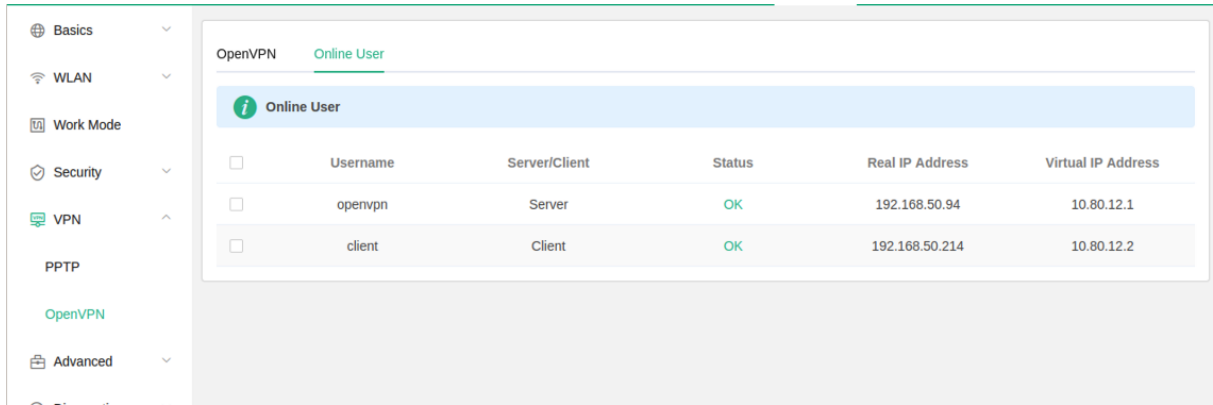 Basics
WLAN
Work Mode
Security
VPN
PPTP
OpenVPN
Advanced
OpenVPN Online User
Online User
Username Server/Client Status Real IP Address Virtual IP Address
openvpn Server OK 192.168.50.94 10.80.12.1
client Client OK 192.168.50.214 10.80.12.2